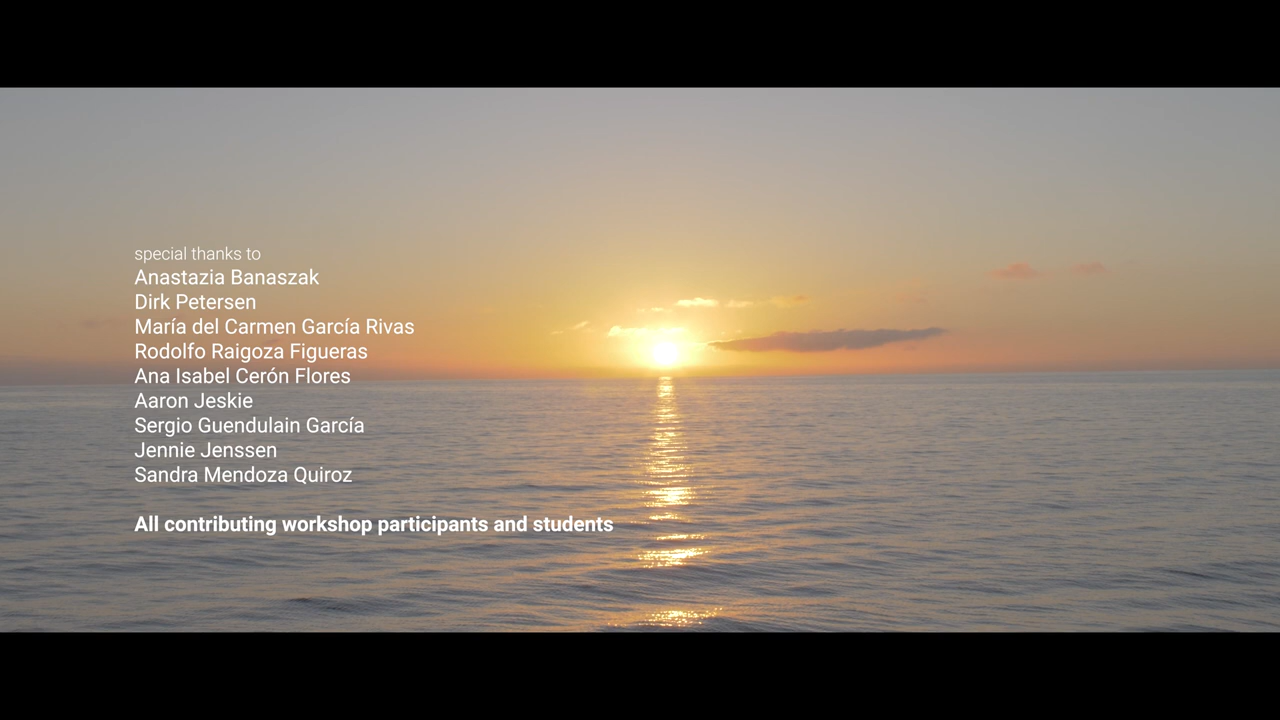 special thanks to
Anastazia Banaszak
Dirk Petersen
María del Carmen García Rivas
Rodolfo Raigoza Figueras
Ana Isabel Cerón Flores
Aaron Jeskie
Sergio Guendulain García
Jennie Jenssen
Sandra Mendoza Quiroz
All contributing workshop participants and students